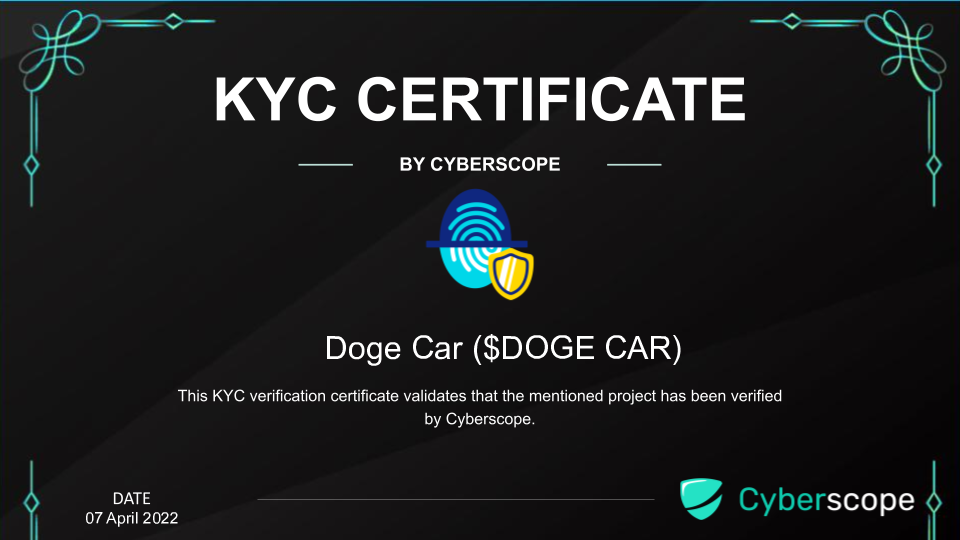 KYC CERTIFICATE
BY CYBERSCOPE
Doge Car ($DOGE CAR)
This KYC verification certificate validates that the mentioned project has been verified
by Cyberscope.
DATE
07 April 2022
Cyberscope